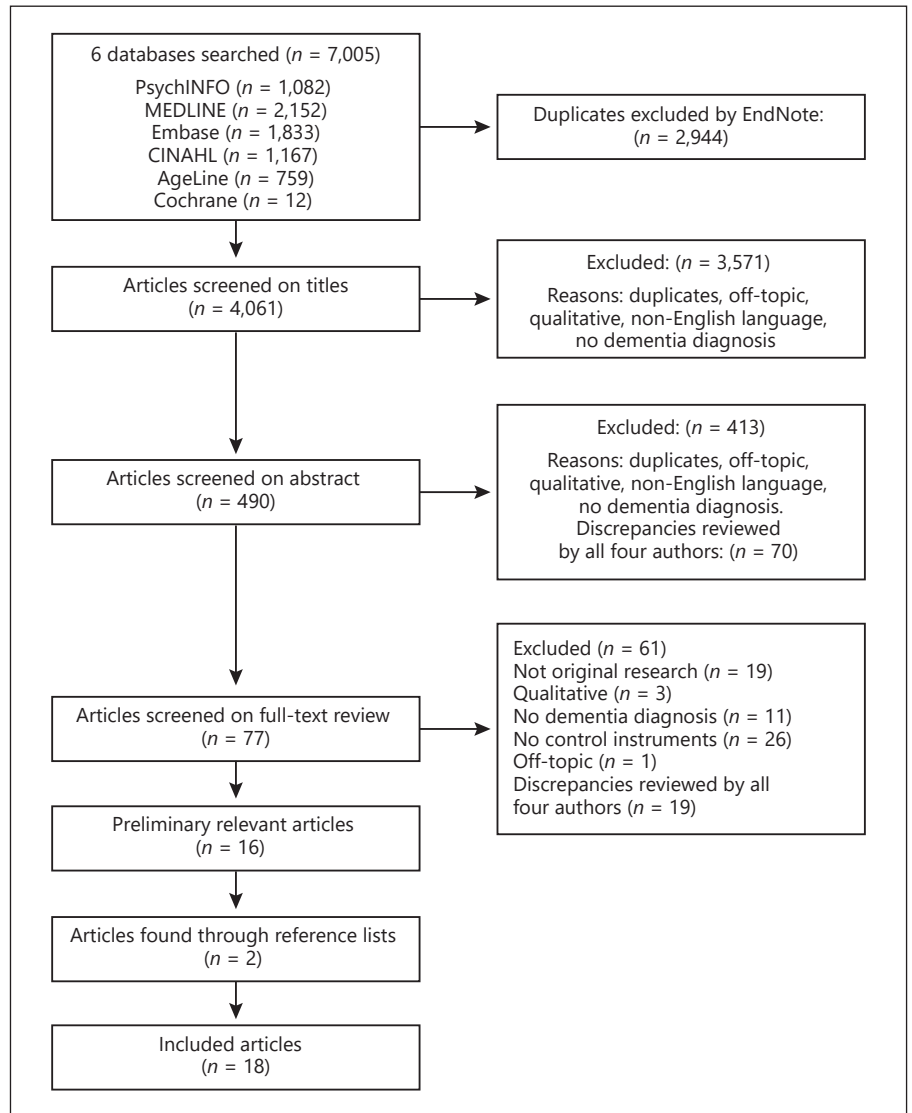 6 databases searched (n = 7,005)
PsychINFO (n = 1,082)
MEDLINE (n = 2,152)
Embase (n = 1,833)
CINAHL (n = 1,167)
AgeLine (n = 759)
Cochrane (n = 12)
Duplicates excluded by EndNote:
(n = 2,944)
Articles screened on titles
(n = 4,061)
Excluded: (n = 3,571)
Reasons: duplicates, off-topic,
qualitative, non-English language,
no dementia diagnosis
Articles screened on abstract
(n = 490)
Excluded: (n = 413)
Reasons: duplicates, off-topic,
qualitative, non-English language,
no dementia diagnosis.
Discrepancies reviewed
by all four authors: (n = 70)
Articles screened on full-text review
(n = 77)
Excluded (n = 61)
Not original research (n = 19)
Qualitative (n = 3)
No dementia diagnosis (n = 11)
No control instruments (n = 26)
Off-topic (n = 1)
Discrepancies reviewed by all
four authors (n = 19)
Preliminary relevant articles
(n = 16)
Articles found through reference lists
(n = 2)
Included articles
(n = 18)